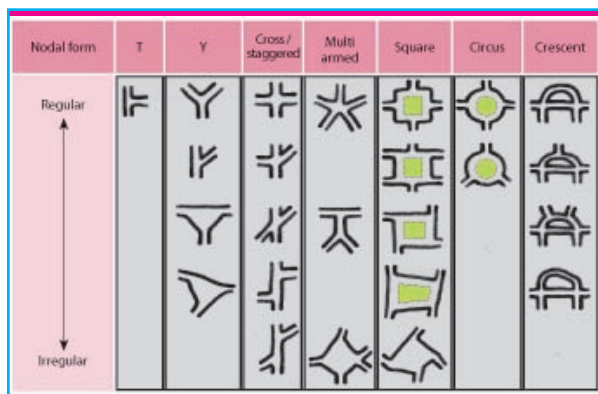 Nodal form
T
Y
Cross /
staggered
Multi
armed
Square
Circus
Crescent
Regular
Irregular